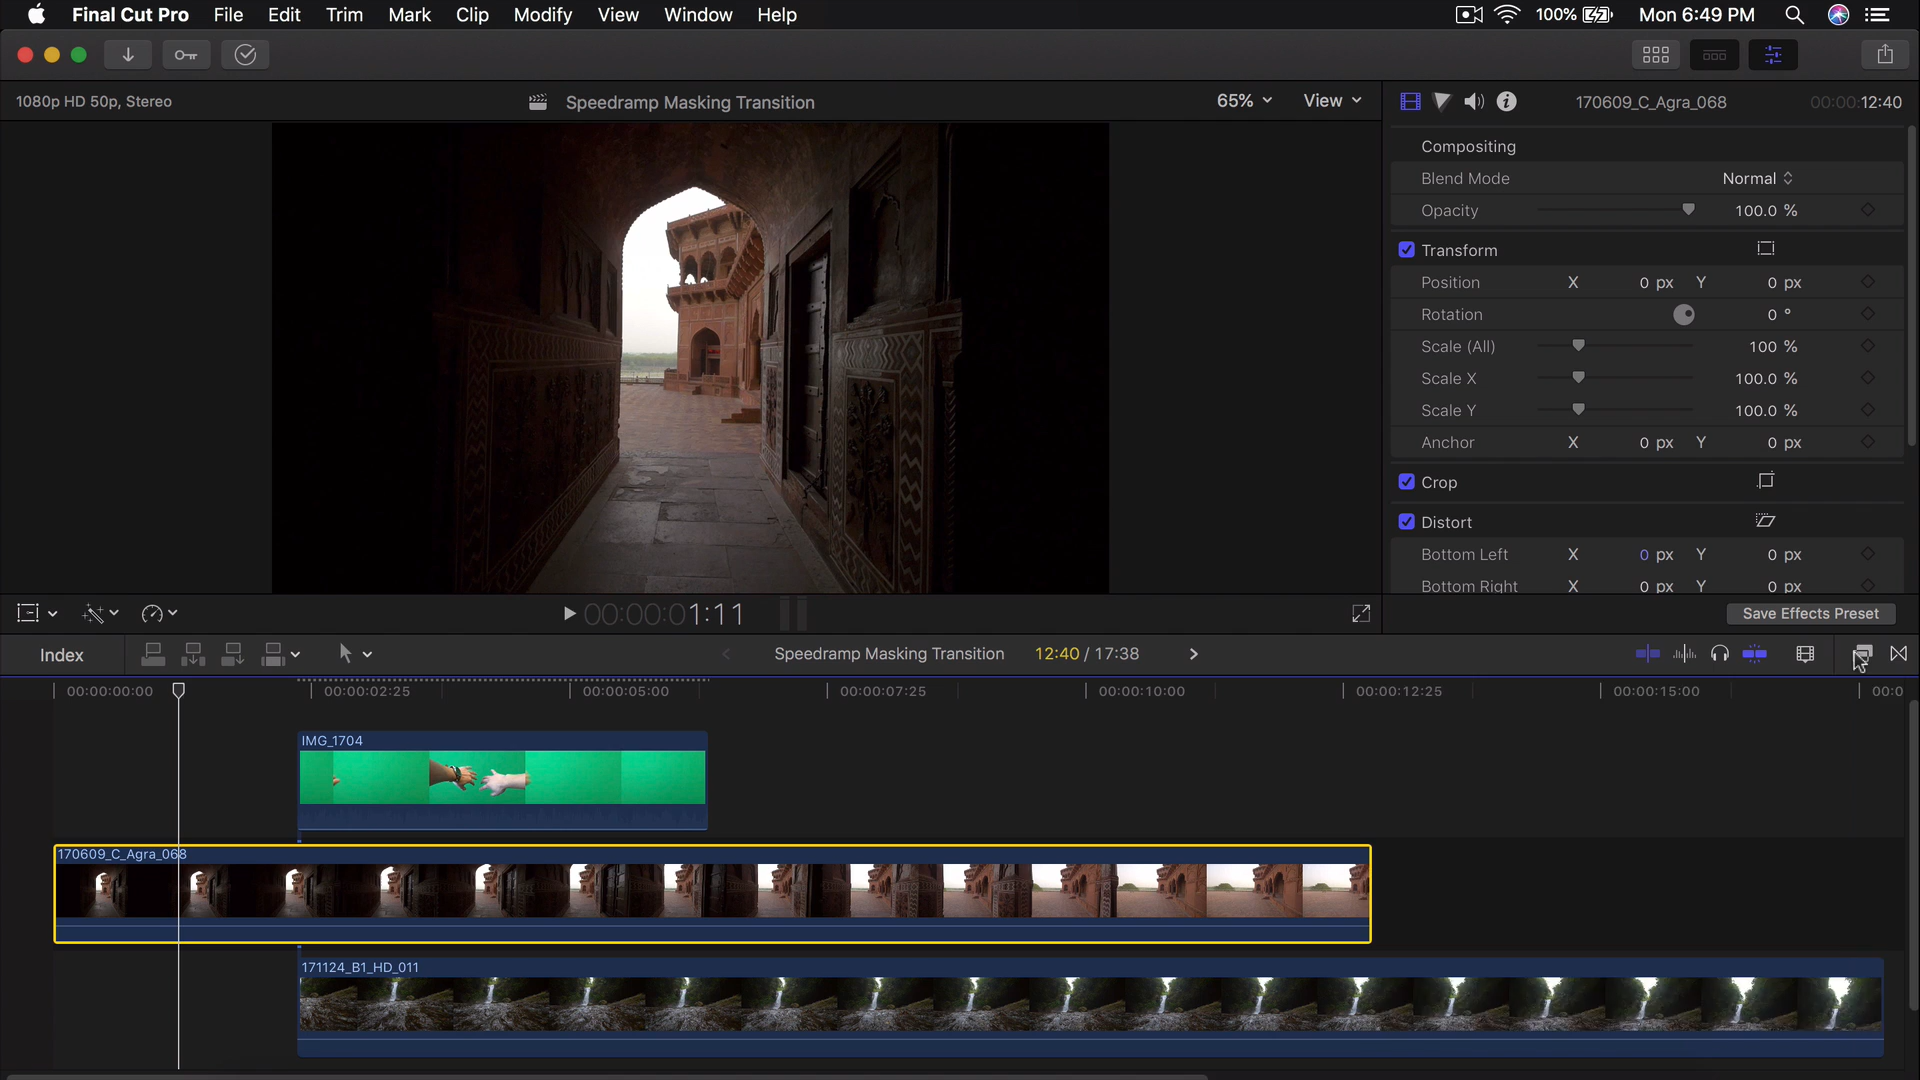 Final Cut Pro File Edit Trim Mark Clip Modify View Window Help 100% Mon 6:49 PM
1080p HD 50p, Stereo Speedramp Masking Transition 65% View 170609_C_Agra_068 00:00:12:40
Compositing
Blend Mode Normal
Opacity 100.0 %
Transform
Position X 0 px Y 0 px
Rotation 0 °
Scale (All) 100 %
Scale X 100.0 %
Scale Y 100.0 %
Anchor X 0 px Y 0 px
Crop
Distort
Bottom Left X 0 px Y 0 px
Bottom Right X 0 px Y 0 px
00:00:01:11 Save Effects Preset
Index Speedramp Masking Transition 12:40 / 17:38
00:00:00:00 00:00:02:25 00:00:05:00 00:00:07:25 00:00:10:00 00:00:12:25 00:00:15:00 00:0
IMG_1704
170609_C_Agra_068
171124_B1_HD_011